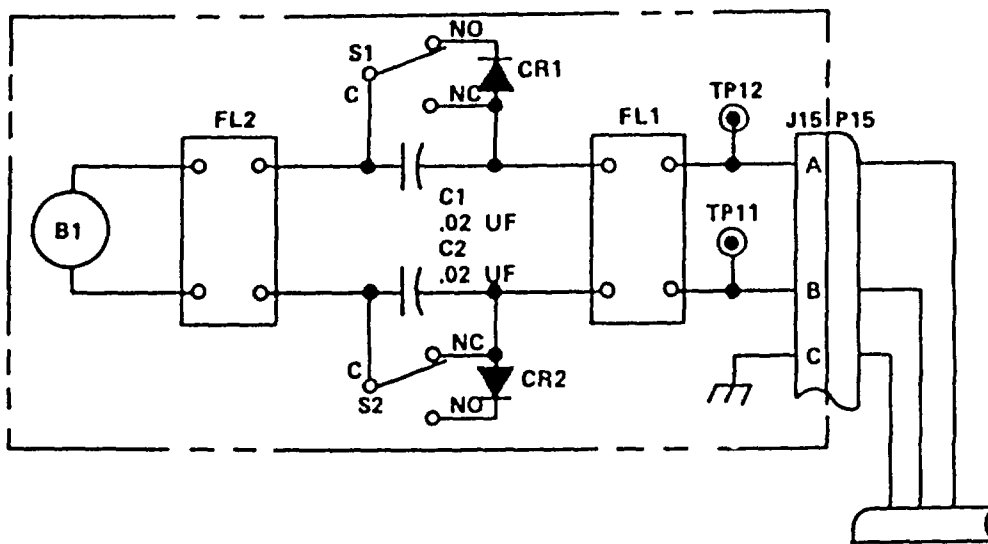 NO
S1
CR1
C
NC
TP12
FL2
FL1
J15 P15
A
C1
.02 UF
TP11
B1
C2
.02 UF
B
NC
C
C
CR2
S2
NO